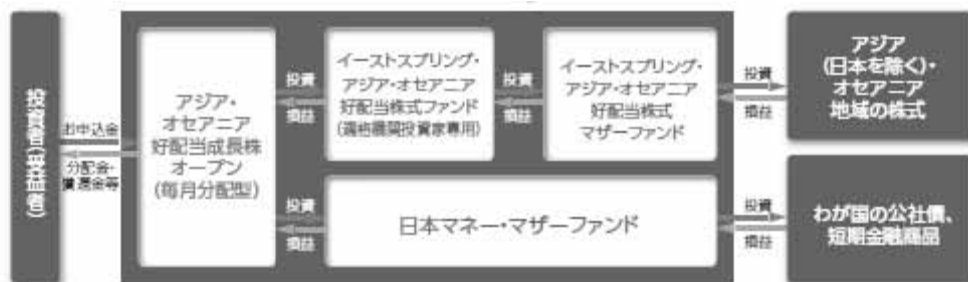 投資者(受益者)
お申込金
分配金・
償還金等
アジア・
オセアニア
好配当成長株
オープン
(毎月分配型)
投資
損益
イーストスプリング・
アジア・オセアニア
好配当株式ファンド
(適格機関投資家専用)
投資
損益
イーストスプリング・
アジア・オセアニア
好配当株式
マザーファンド
投資
損益
アジア
(日本を除く)・
オセアニア
地域の株式
投資
損益
日本マネー・マザーファンド
投資
損益
わが国の公社債、
短期金融商品